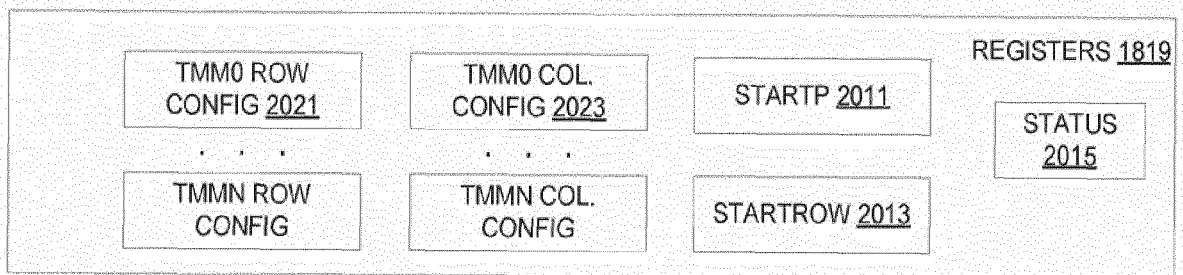 REGISTERS 1819
TMM0 ROW
CONFIG 2021
TMM0 COL.
CONFIG 2023
STARTP 2011
STATUS
2015
. . .
. . .
TMMN ROW
CONFIG
TMMN COL.
CONFIG
STARTROW 2013